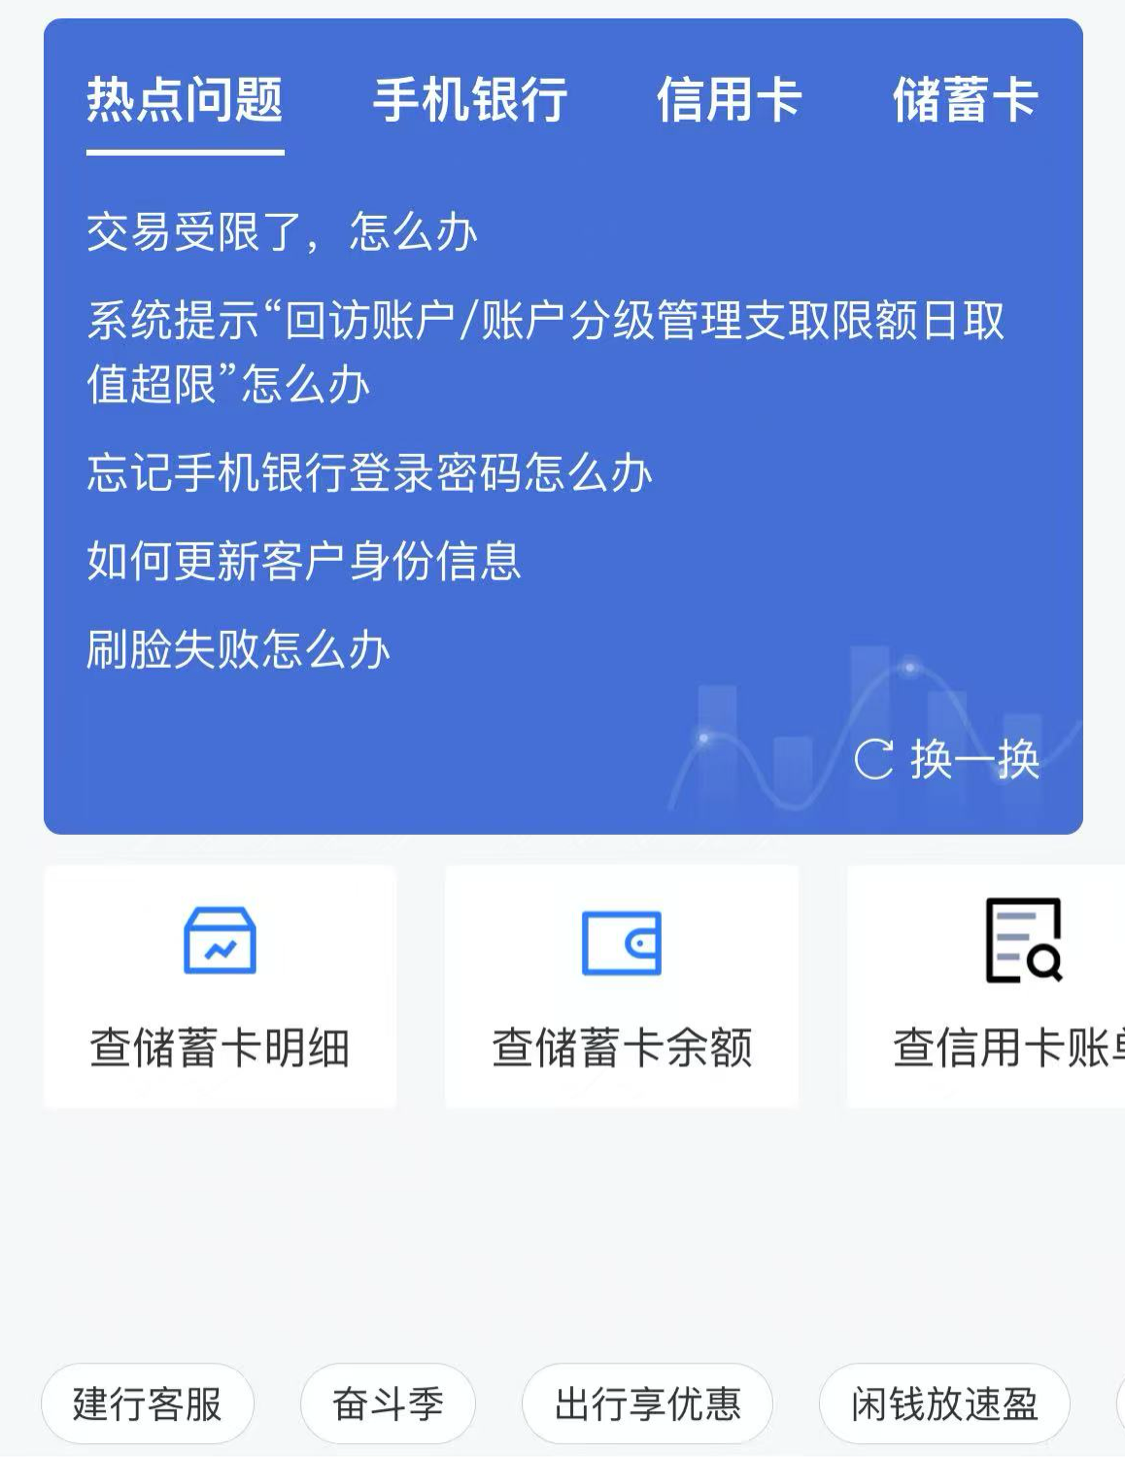 热点问题 手机银行 信用卡 储蓄卡
交易受限了，怎么办
系统提示“回访账户/账户分级管理支取限额日取
值超限”怎么办
忘记手机银行登录密码怎么办
如何更新客户身份信息
刷脸失败怎么办
换一换
查储蓄卡明细 查储蓄卡余额 查信用卡账单
建行客服 奋斗季 出行享优惠 闲钱放速盈